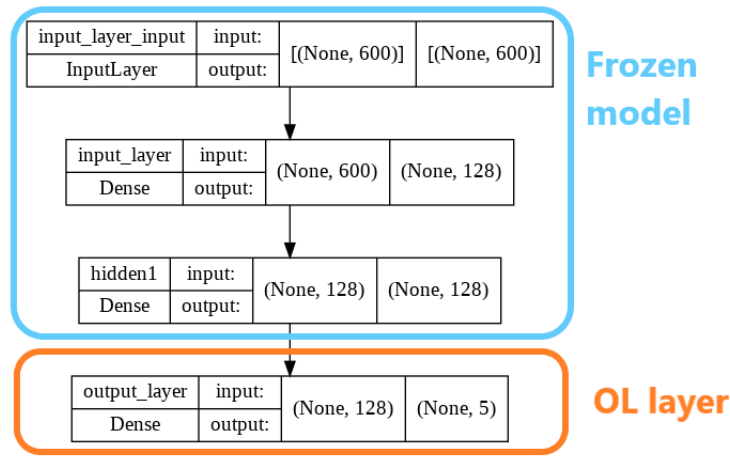 input_layer_input input: [(None, 600)] [(None, 600)]
InputLayer output:
Frozen
model
input_layer input: (None, 600) (None, 128)
Dense output:
hidden1 input: (None, 128) (None, 128)
Dense output:
output_layer input: (None, 128) (None, 5)
Dense output:
OL layer